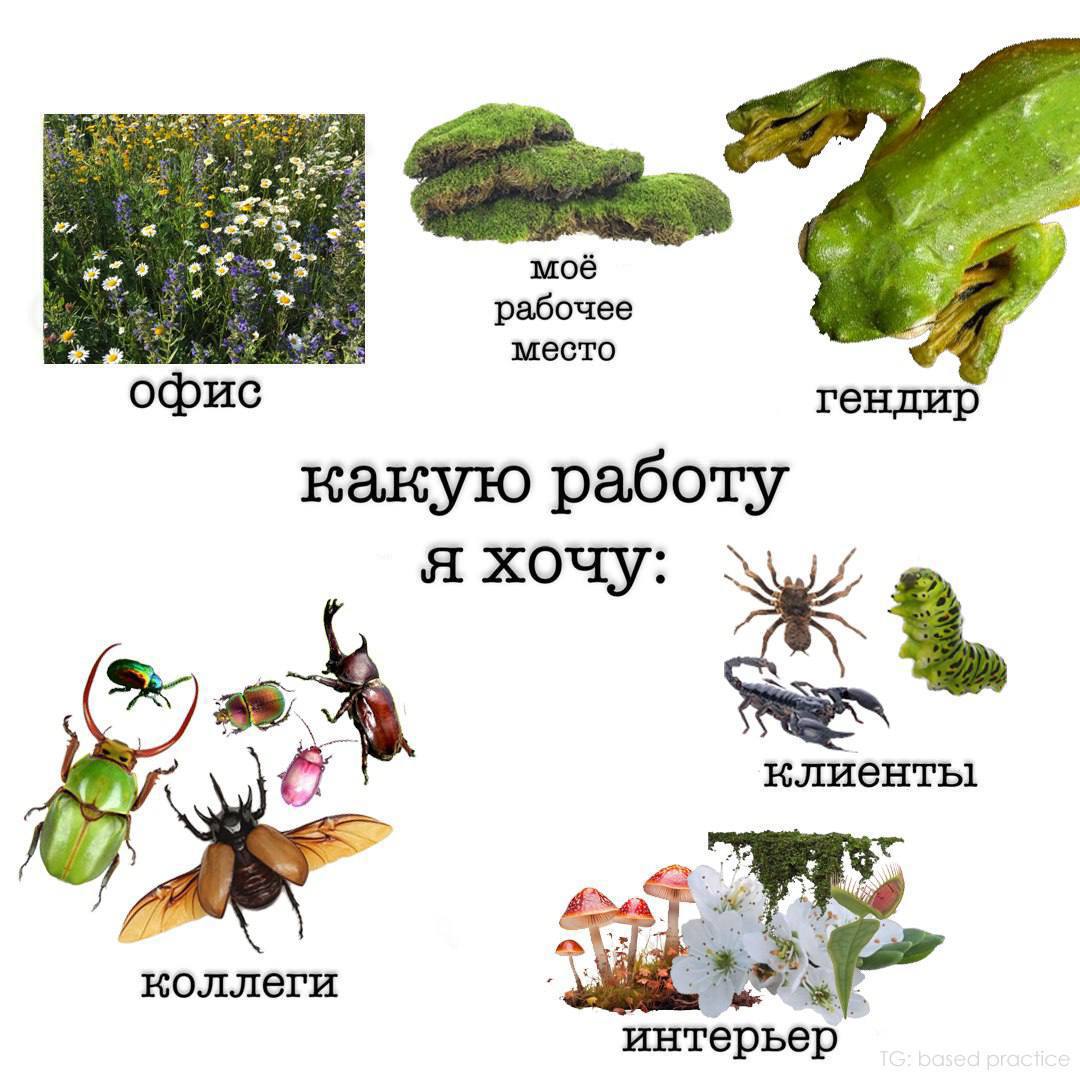 моё
рабочее
место
офис
гендир
какую работу
я хочу:
клиенты
коллеги
интерьер
TG: based practice